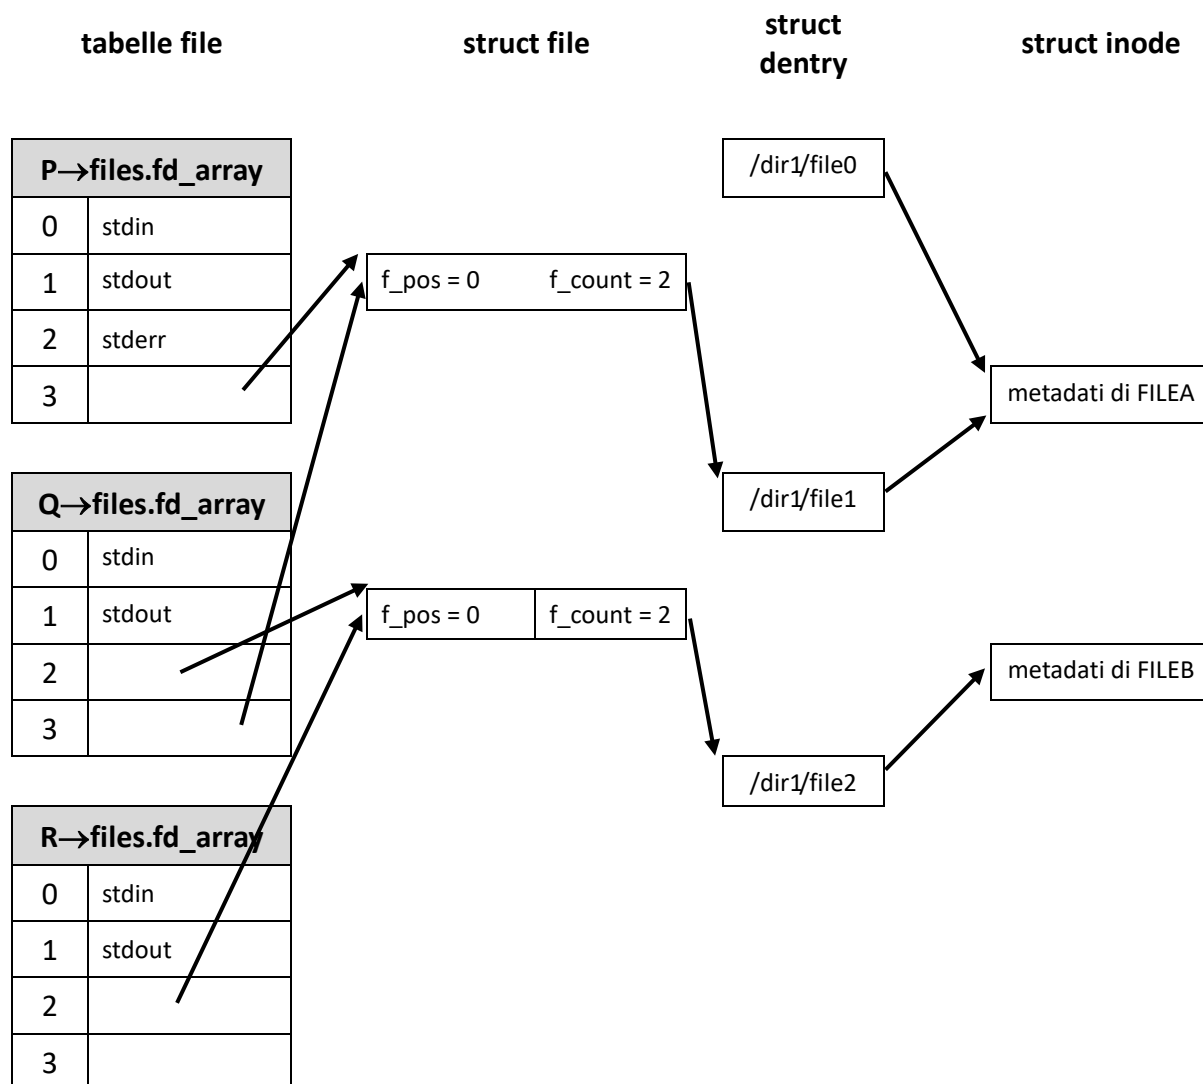 tabelle file
struct file
struct
dentry
struct inode
P→files.fd_array
0 stdin
1 stdout
2 stderr
3
Q→files.fd_array
0 stdin
1 stdout
2
3
R→files.fd_array
0 stdin
1 stdout
2
3
f_pos = 0 f_count = 2
f_pos = 0 f_count = 2
/dir1/file0
/dir1/file1
/dir1/file2
metadati di FILEA
metadati di FILEB